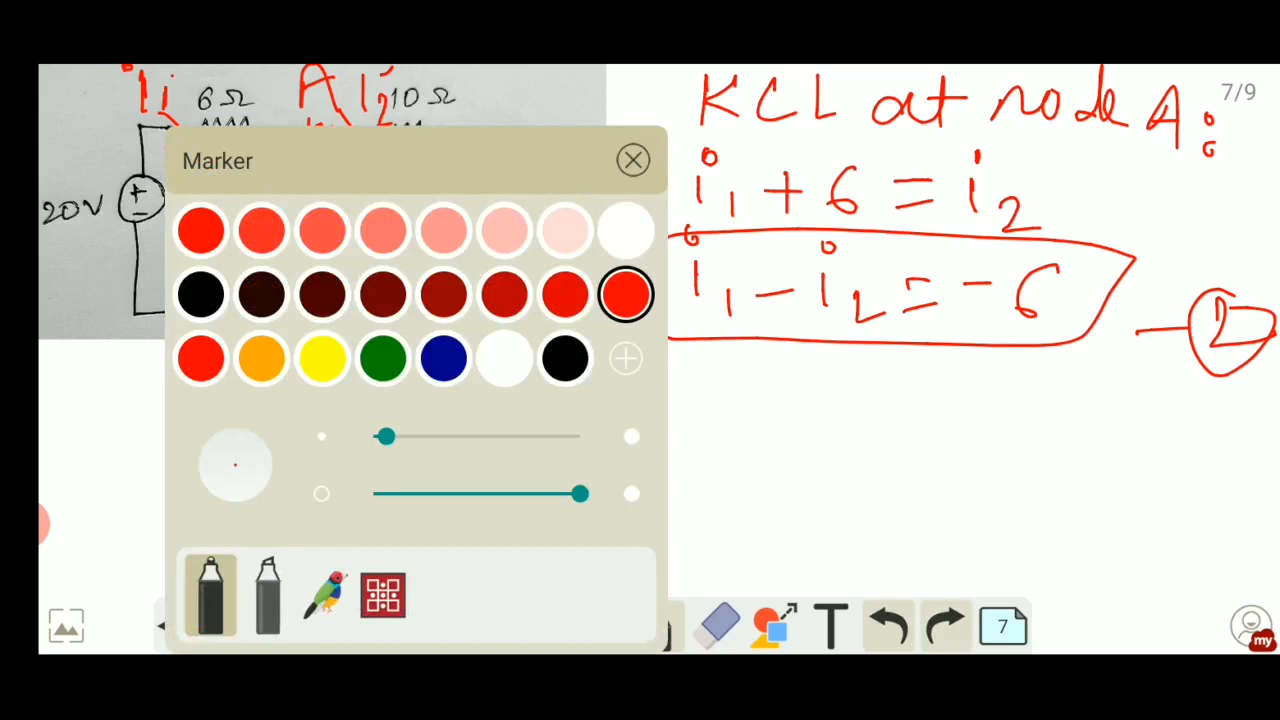 i1 6Ω A i2 10Ω
20V
+
-
KCL at node A:
7/9
i1 + 6 = i2
i1 - i2 = -6
2
Marker
T
7
my